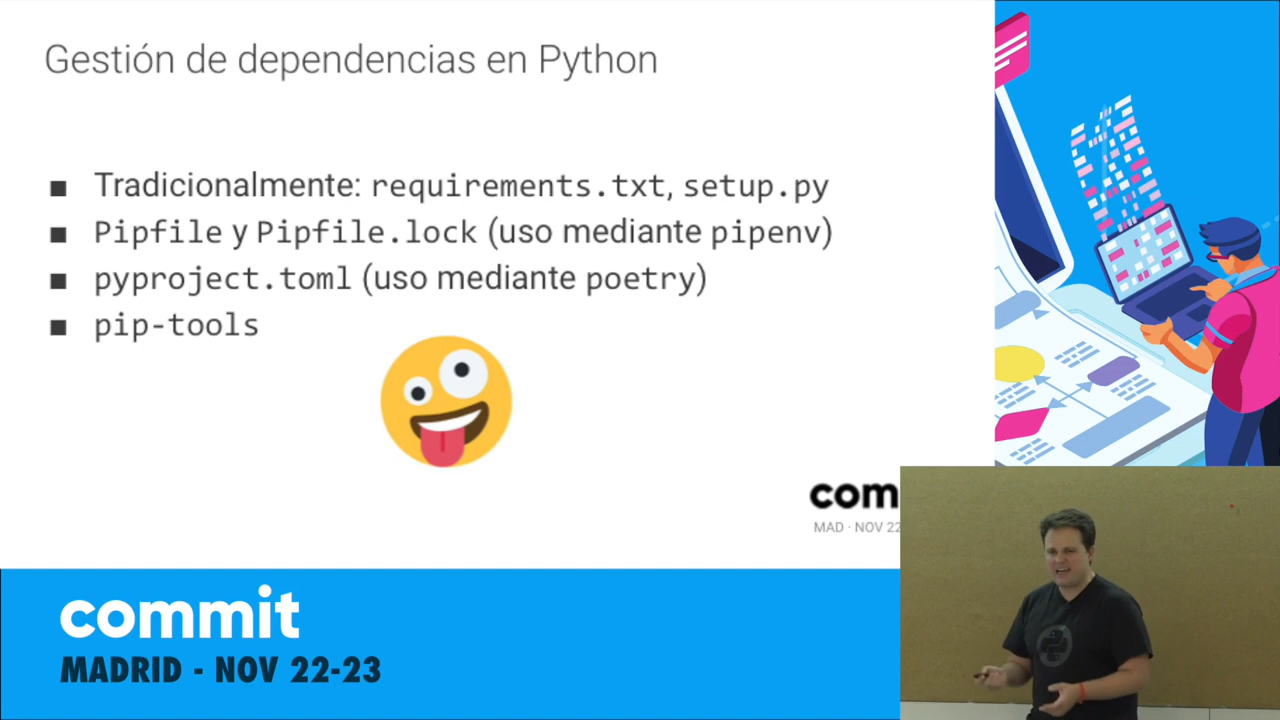 Gestión de dependencias en Python
▪ Tradicionalmente: requirements.txt, setup.py
▪ Pipfile y Pipfile.lock (uso mediante pipenv)
▪ pyproject.toml (uso mediante poetry)
▪ pip-tools
com
MAD · NOV 22
commit
MADRID - NOV 22-23